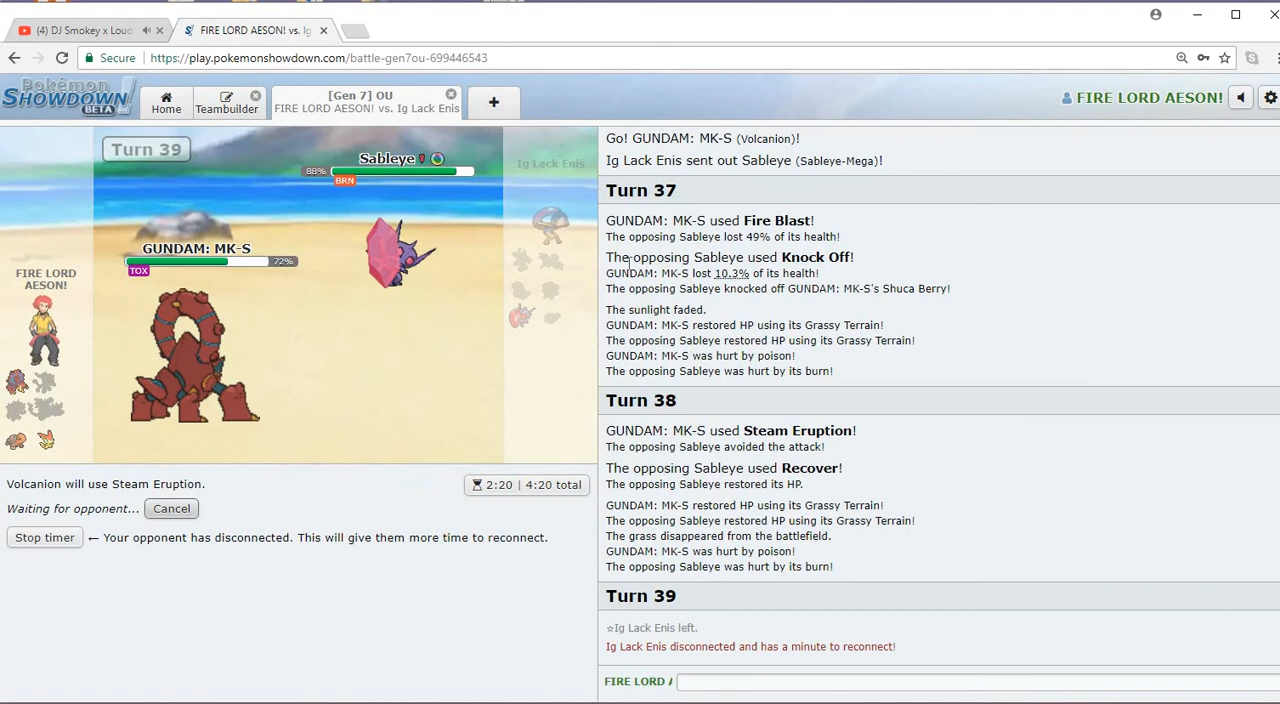 (4) DJ Smokey x Loud
FIRE LORD AESON! vs. Ig
Secure
https://play.pokemonshowdown.com/battle-gen7ou-699446543
Pokémon
SHOWDOWN
BETA
Home
Teambuilder
[Gen 7] OU
FIRE LORD AESON! vs. Ig Lack Enis
+
FIRE LORD AESON!
Turn 39
Sableye
88%
BRN
Ig Lack Enis
GUNDAM: MK-S
72%
TOX
FIRE LORD
AESON!
Volcanion will use Steam Eruption.
2:20 | 4:20 total
Waiting for opponent... Cancel
Stop timer ← Your opponent has disconnected. This will give them more time to reconnect.
Go! GUNDAM: MK-S (Volcanion)!
Ig Lack Enis sent out Sableye (Sableye-Mega)!
Turn 37
GUNDAM: MK-S used Fire Blast!
The opposing Sableye lost 49% of its health!
The opposing Sableye used Knock Off!
GUNDAM: MK-S lost 10.3% of its health!
The opposing Sableye knocked off GUNDAM: MK-S's Shuca Berry!
The sunlight faded.
GUNDAM: MK-S restored HP using its Grassy Terrain!
The opposing Sableye restored HP using its Grassy Terrain!
GUNDAM: MK-S was hurt by poison!
The opposing Sableye was hurt by its burn!
Turn 38
GUNDAM: MK-S used Steam Eruption!
The opposing Sableye avoided the attack!
The opposing Sableye used Recover!
The opposing Sableye restored its HP.
GUNDAM: MK-S restored HP using its Grassy Terrain!
The opposing Sableye restored HP using its Grassy Terrain!
The grass disappeared from the battlefield.
GUNDAM: MK-S was hurt by poison!
The opposing Sableye was hurt by its burn!
Turn 39
☆Ig Lack Enis left.
Ig Lack Enis disconnected and has a minute to reconnect!
FIRE LORD